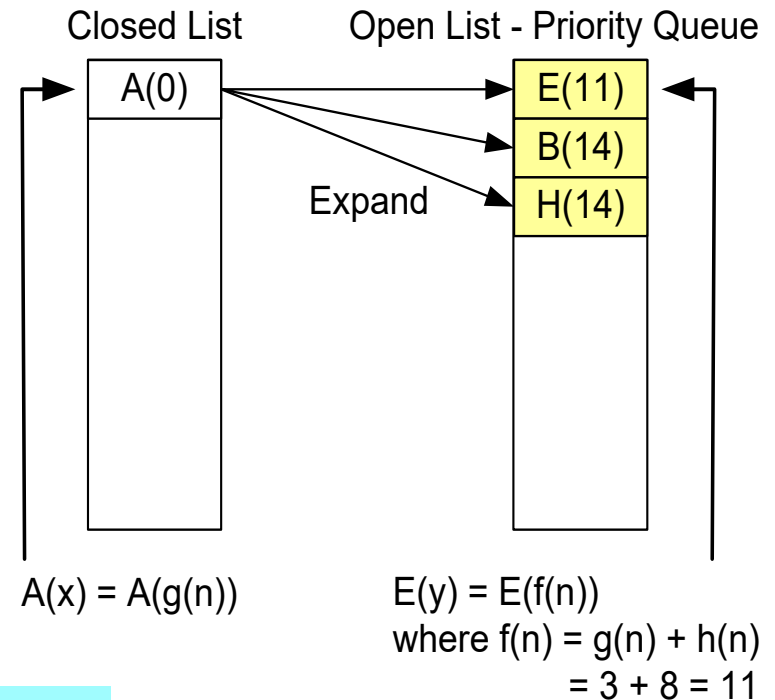 Closed List
Open List - Priority Queue
A(0)
E(11)
B(14)
H(14)
Expand
A(x) = A(g(n))
E(y) = E(f(n))
where f(n) = g(n) + h(n)
= 3 + 8 = 11